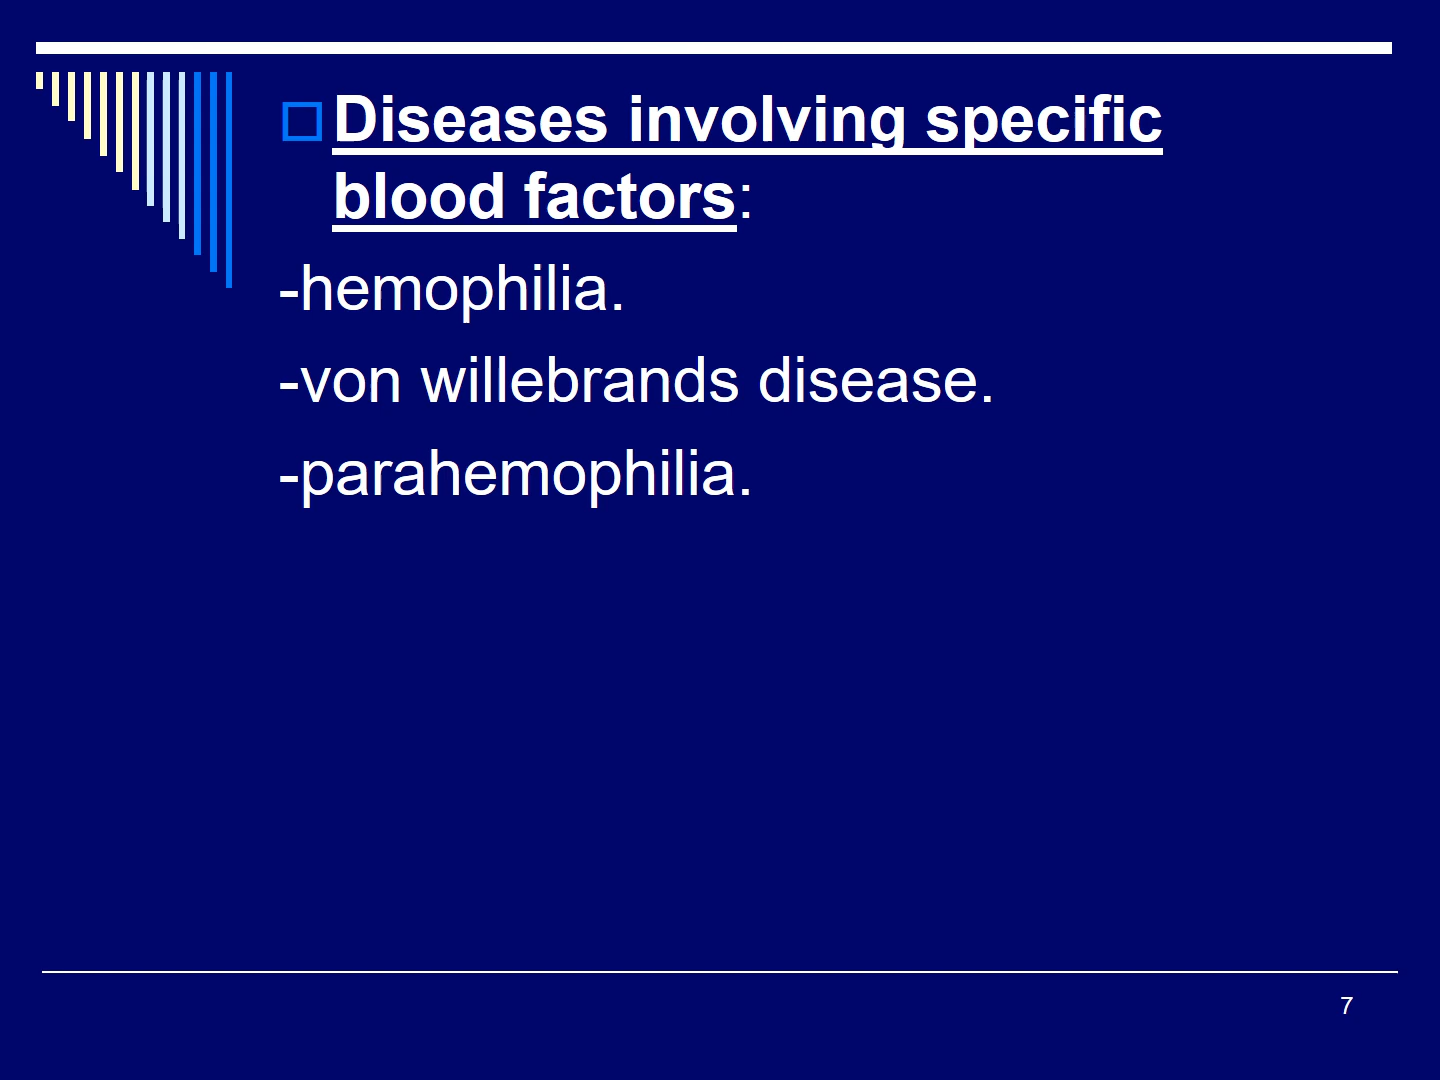 Diseases involving specific
blood factors:
-hemophilia.
-von willebrands disease.
-parahemophilia.
7